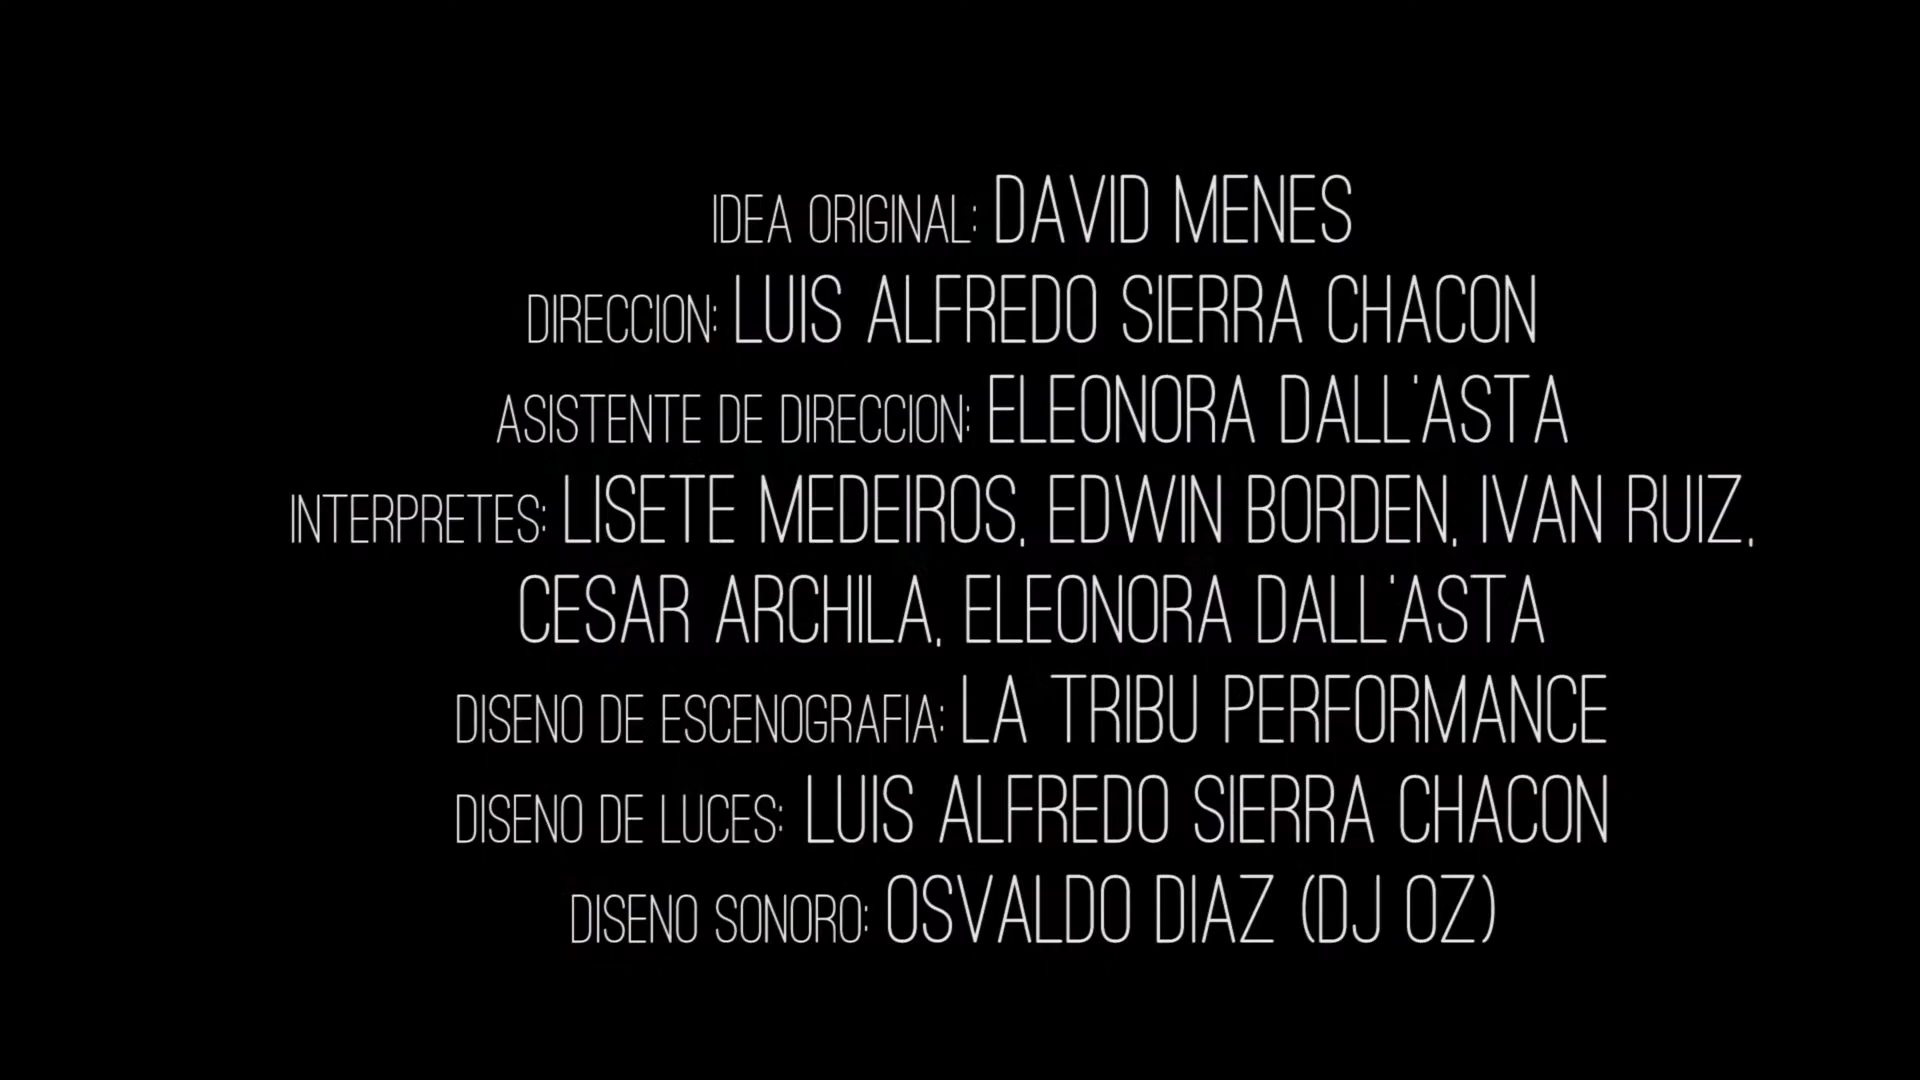 IDEA ORIGINAL: DAVID MENES
DIRECCION: LUIS ALFREDO SIERRA CHACON
ASISTENTE DE DIRECCION: ELEONORA DALL'ASTA
INTERPRETES: LISETE MEDEIROS, EDWIN BORDEN, IVAN RUIZ,
CESAR ARCHILA, ELEONORA DALL'ASTA
DISENO DE ESCENOGRAFIA: LA TRIBU PERFORMANCE
DISENO DE LUCES: LUIS ALFREDO SIERRA CHACON
DISENO SONORO: OSVALDO DIAZ (DJ OZ)